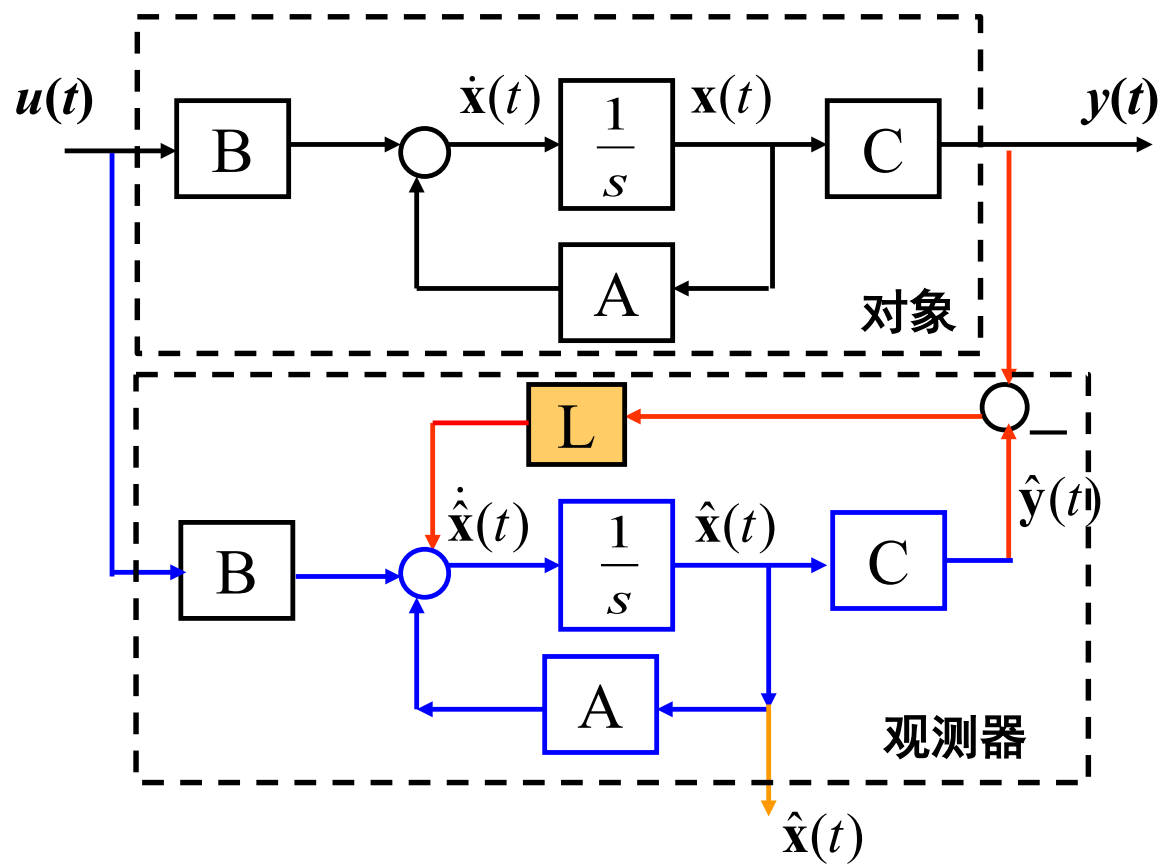 u(t)
B
ẋ(t)
1/s
x(t)
C
y(t)
A
对象
L
−
ŷ(t)
B
x̂̇(t)
1/s
x̂(t)
C
A
观测器
x̂(t)